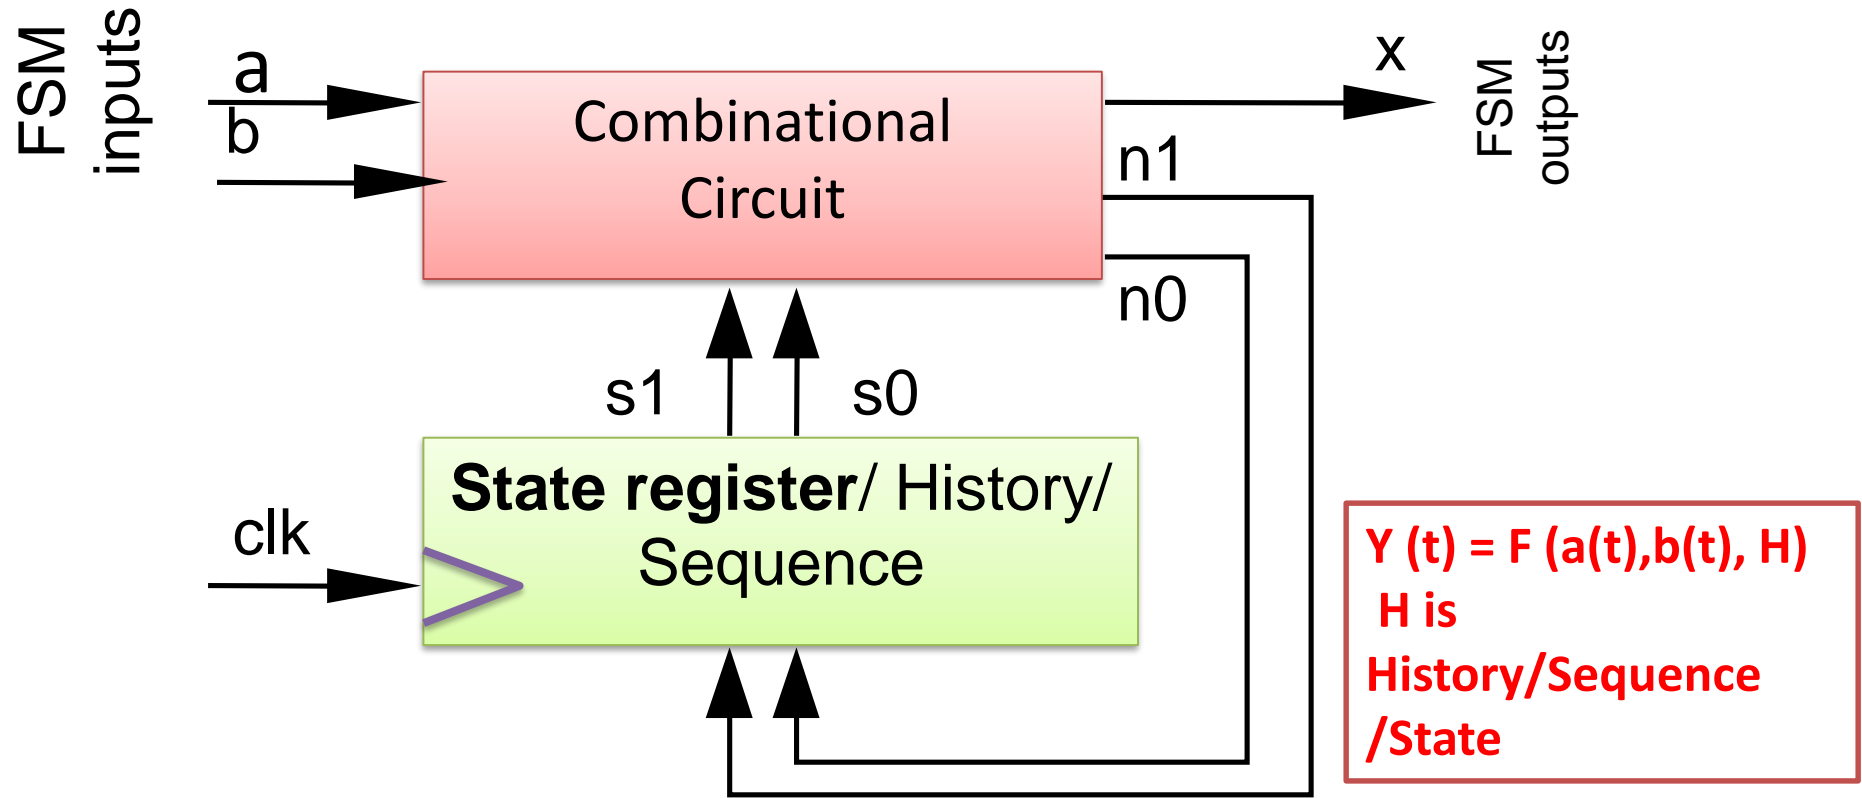 FSM
inputs
a
b
Combinational
Circuit
x
FSM
outputs
n1
n0
s1
s0
clk
State register/ History/
Sequence
Y (t) = F (a(t),b(t), H)
H is
History/Sequence
/State